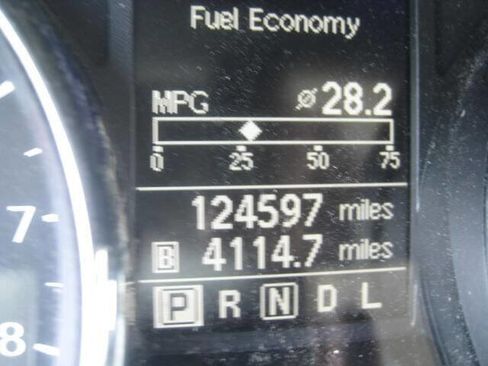 Fuel Economy
MPG ⌀28.2
0 25 50 75
124597 miles
B 4114.7 miles
P R N D L
7
8